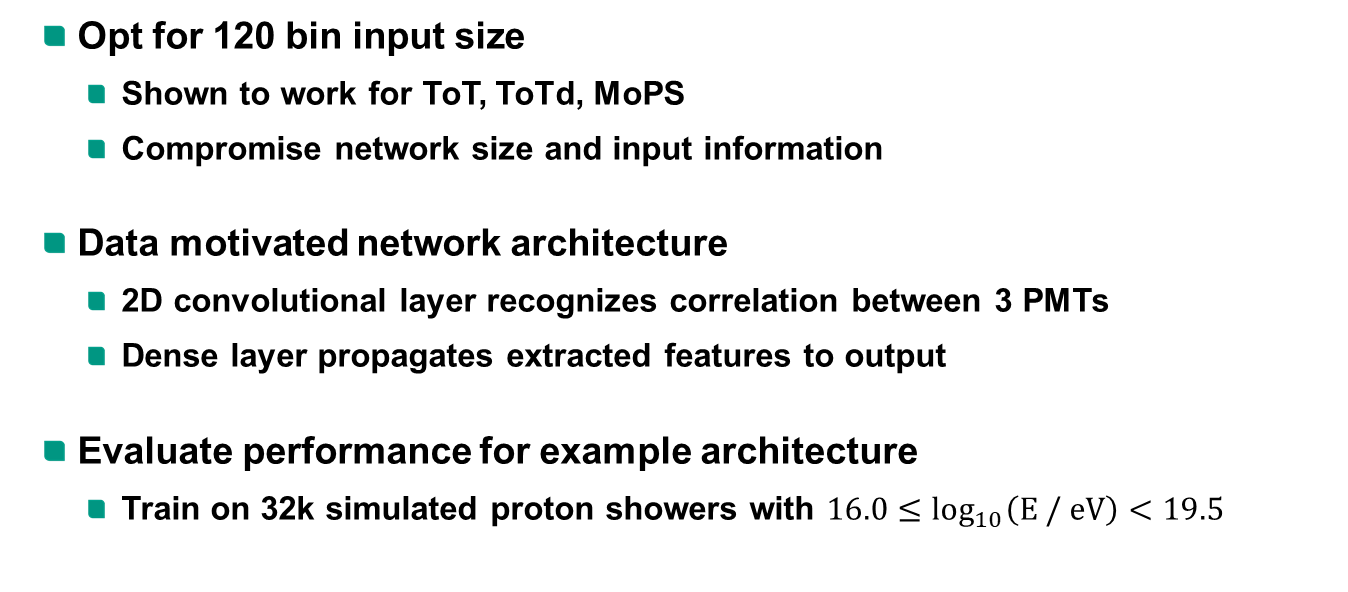 Opt for 120 bin input size
Shown to work for ToT, ToTd, MoPS
Compromise network size and input information
Data motivated network architecture
2D convolutional layer recognizes correlation between 3 PMTs
Dense layer propagates extracted features to output
Evaluate performance for example architecture
Train on 32k simulated proton showers with 16.0 ≤ log₁₀(E / eV) < 19.5